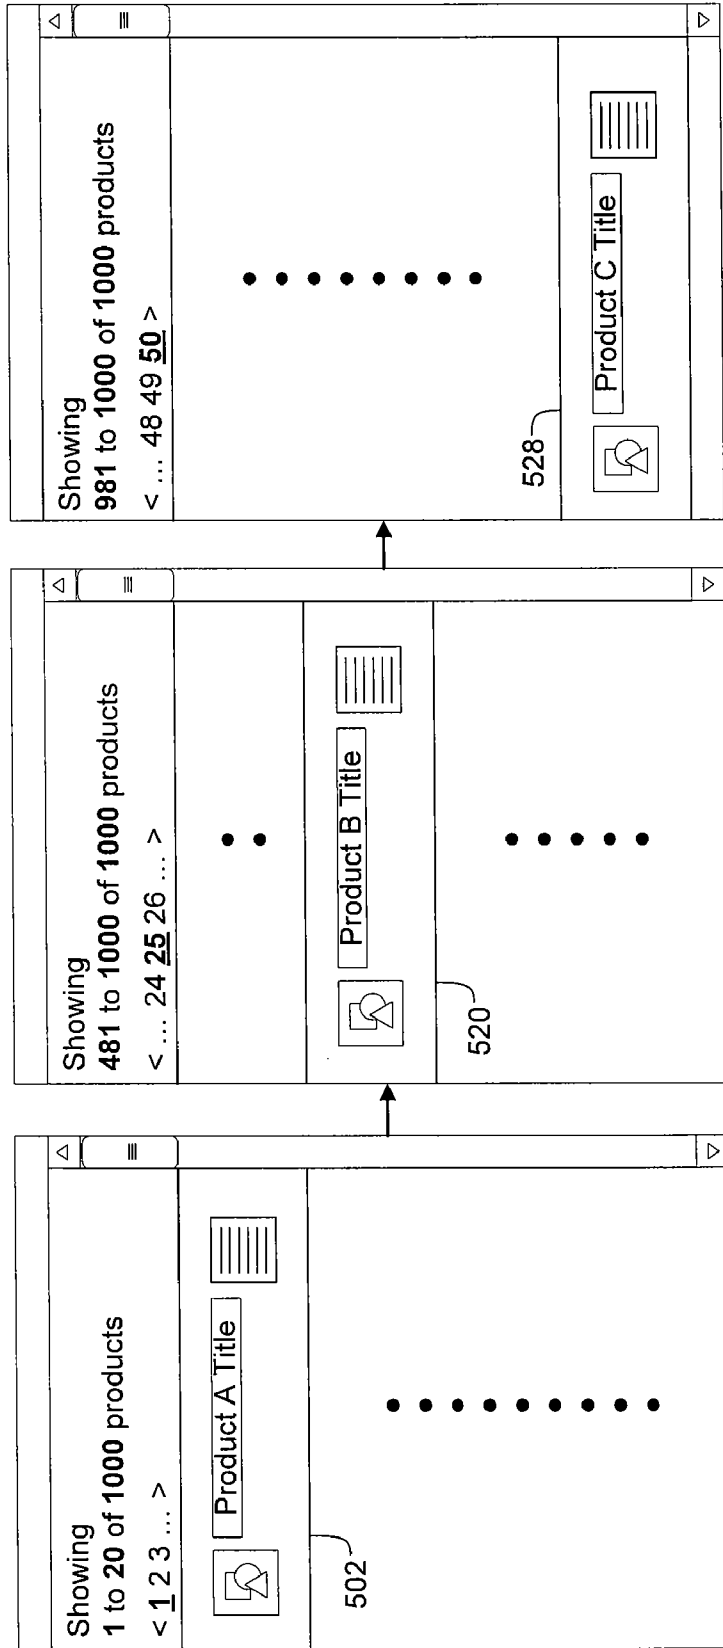 Showing
1 to 20 of 1000 products
< 1 2 3 ... >
Product A Title
502
Showing
481 to 1000 of 1000 products
< ... 24 25 26 ... >
Product B Title
520
Showing
981 to 1000 of 1000 products
< ... 48 49 50 >
528
Product C Title